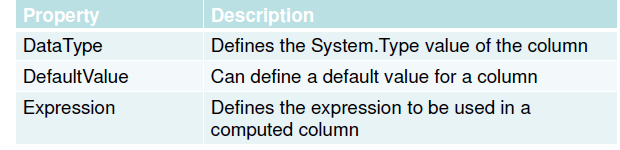 Property Description
DataType Defines the System.Type value of the column
DefaultValue Can define a default value for a column
Expression Defines the expression to be used in a
computed column